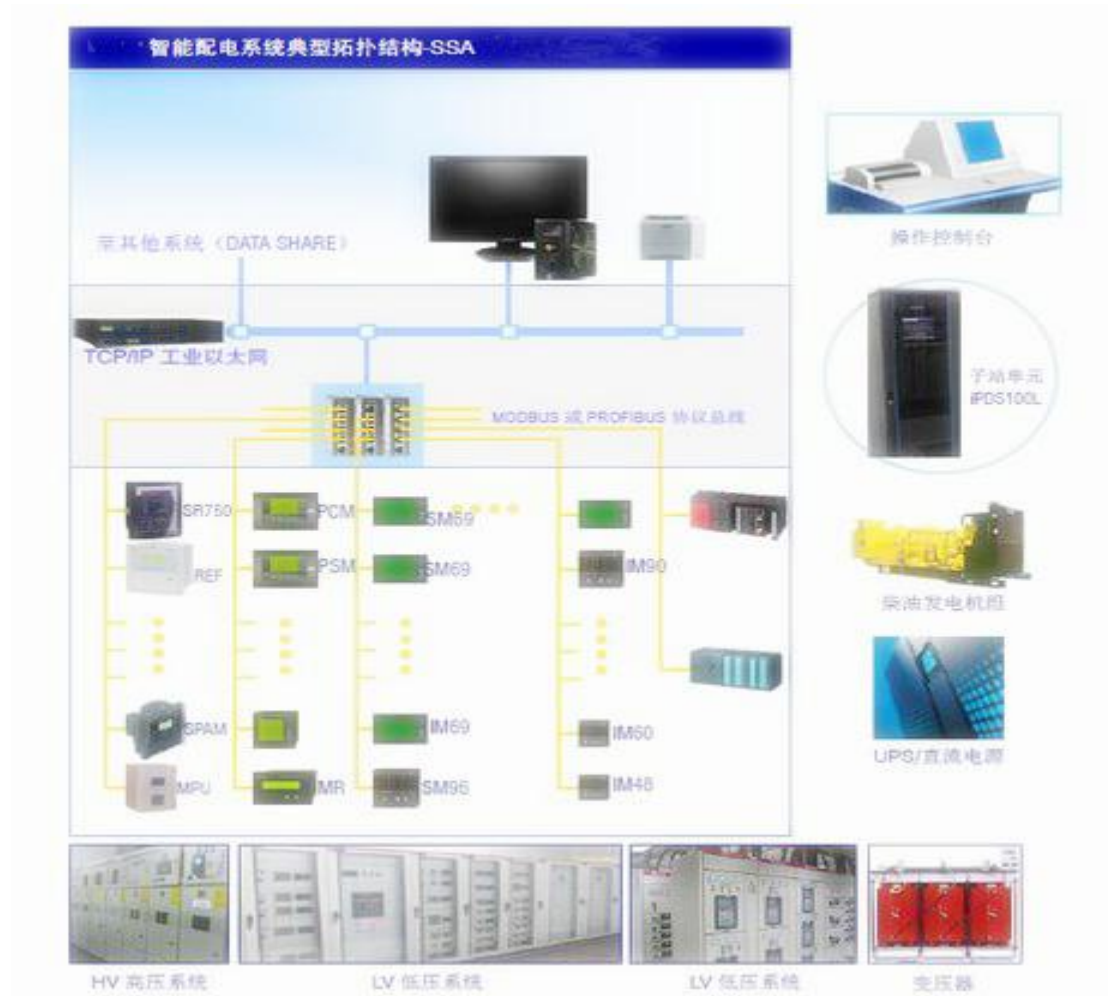 智能配电系统典型拓扑结构-SSA
至其他系统（DATA SHARE）
操作控制台
TCP/IP 工业以太网
子站单元
iPDS100L
MODBUS 或 PROFIBUS 协议总线
SR750
PCM
SM69
REF
PSM
SM69
IM90
柴油发电机组
SPAM
IM69
IM60
UPS/直流电源
MPU
IMR
SM96
IM48
HV 高压系统
LV 低压系统
LV 低压系统
变压器